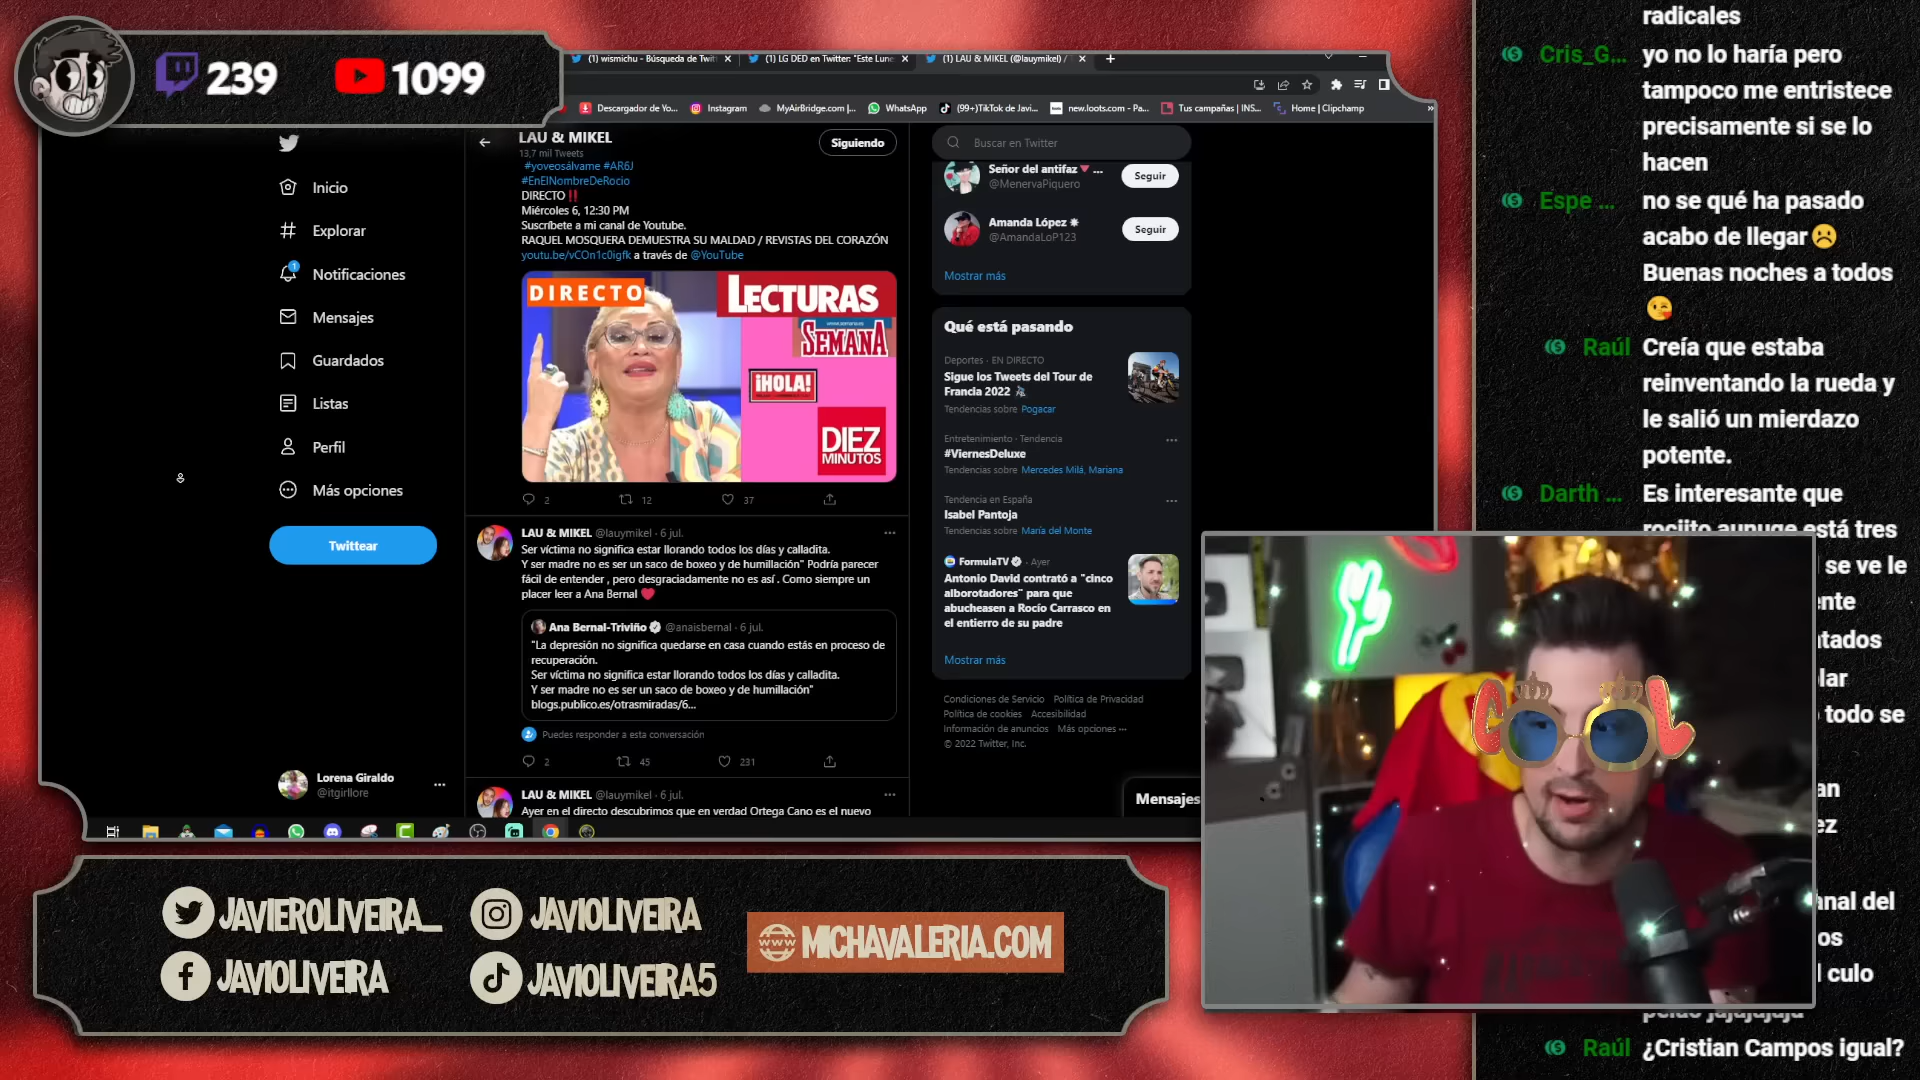 239
1099
(1) wismichu - Búsqueda de Twitt
(1) LG DED en Twitter: "Este Lune
(1) LAU & MIKEL (@lauymikel) /
Descargador de Yo...
Instagram
MyAirBridge.com |...
WhatsApp
(99+)TikTok de Javi...
new.loots.com - Pa...
Tus campañas | INS...
Home | Clipchamp
Inicio
Explorar
1
Notificaciones
Mensajes
Guardados
Listas
Perfil
Más opciones
Twittear
Lorena Giraldo
@itgirllore
LAU & MIKEL
13,7 mil Tweets
Siguiendo
#yoveosálvame #AR6J
#EnElNombreDeRocio
DIRECTO‼️
Miércoles 6, 12:30 PM
Suscríbete a mi canal de Youtube.
RAQUEL MOSQUERA DEMUESTRA SU MALDAD / REVISTAS DEL CORAZÓN
youtu.be/vCOn1c0igfk a través de @YouTube
DIRECTO
LECTURAS
SEMANA
¡HOLA!
DIEZ
MINUTOS
2
12
37
LAU & MIKEL @lauymikel · 6 jul.
Ser víctima no significa estar llorando todos los días y calladita.
Y ser madre no es ser un saco de boxeo y de humillación" Podría parecer
fácil de entender , pero desgraciadamente no es así . Como siempre un
placer leer a Ana Bernal ❤️
Ana Bernal-Triviño @anaisbernal · 6 jul.
"La depresión no significa quedarse en casa cuando estás en proceso de
recuperación.
Ser víctima no significa estar llorando todos los días y calladita.
Y ser madre no es ser un saco de boxeo y de humillación"
blogs.publico.es/otrasmiradas/6...
Puedes responder a esta conversación
2
45
231
LAU & MIKEL @lauymikel · 6 jul.
Ayer en el directo descubrimos que en verdad Ortega Cano es el nuevo
Buscar en Twitter
Señor del antifaz🔻 ...
@MenervaPiquero
Seguir
Amanda López ✷
@AmandaLoP123
Seguir
Mostrar más
Qué está pasando
Deportes · EN DIRECTO
Sigue los Tweets del Tour de
Francia 2022
Tendencias sobre Pogacar
Entretenimiento · Tendencia
#ViernesDeluxe
Tendencias sobre Mercedes Milá, Mariana
Tendencia en España
Isabel Pantoja
Tendencias sobre María del Monte
FormulaTV · Ayer
Antonio David contrató a "cinco
alborotadores" para que
abucheasen a Rocío Carrasco en
el entierro de su padre
Mostrar más
Condiciones de Servicio Política de Privacidad
Política de cookies Accesibilidad
Información de anuncios Más opciones ···
© 2022 Twitter, Inc.
Mensajes
radicales
Cris_G... yo no lo haría pero
tampoco me entristece
precisamente si se lo
hacen
Espe ... no se qué ha pasado
acabo de llegar☹️
Buenas noches a todos
😘
Raúl Creía que estaba
reinventando la rueda y
le salió un mierdazo
potente.
Darth ... Es interesante que
rociito aunuge está tres
se ve le
todo se
culo
Raúl ¿Cristian Campos igual?
JAVIEROLIVEIRA_
JAVIOLIVEIRA
JAVIOLIVEIRA
JAVIOLIVEIRA5
WWW
MICHAVALERIA.COM